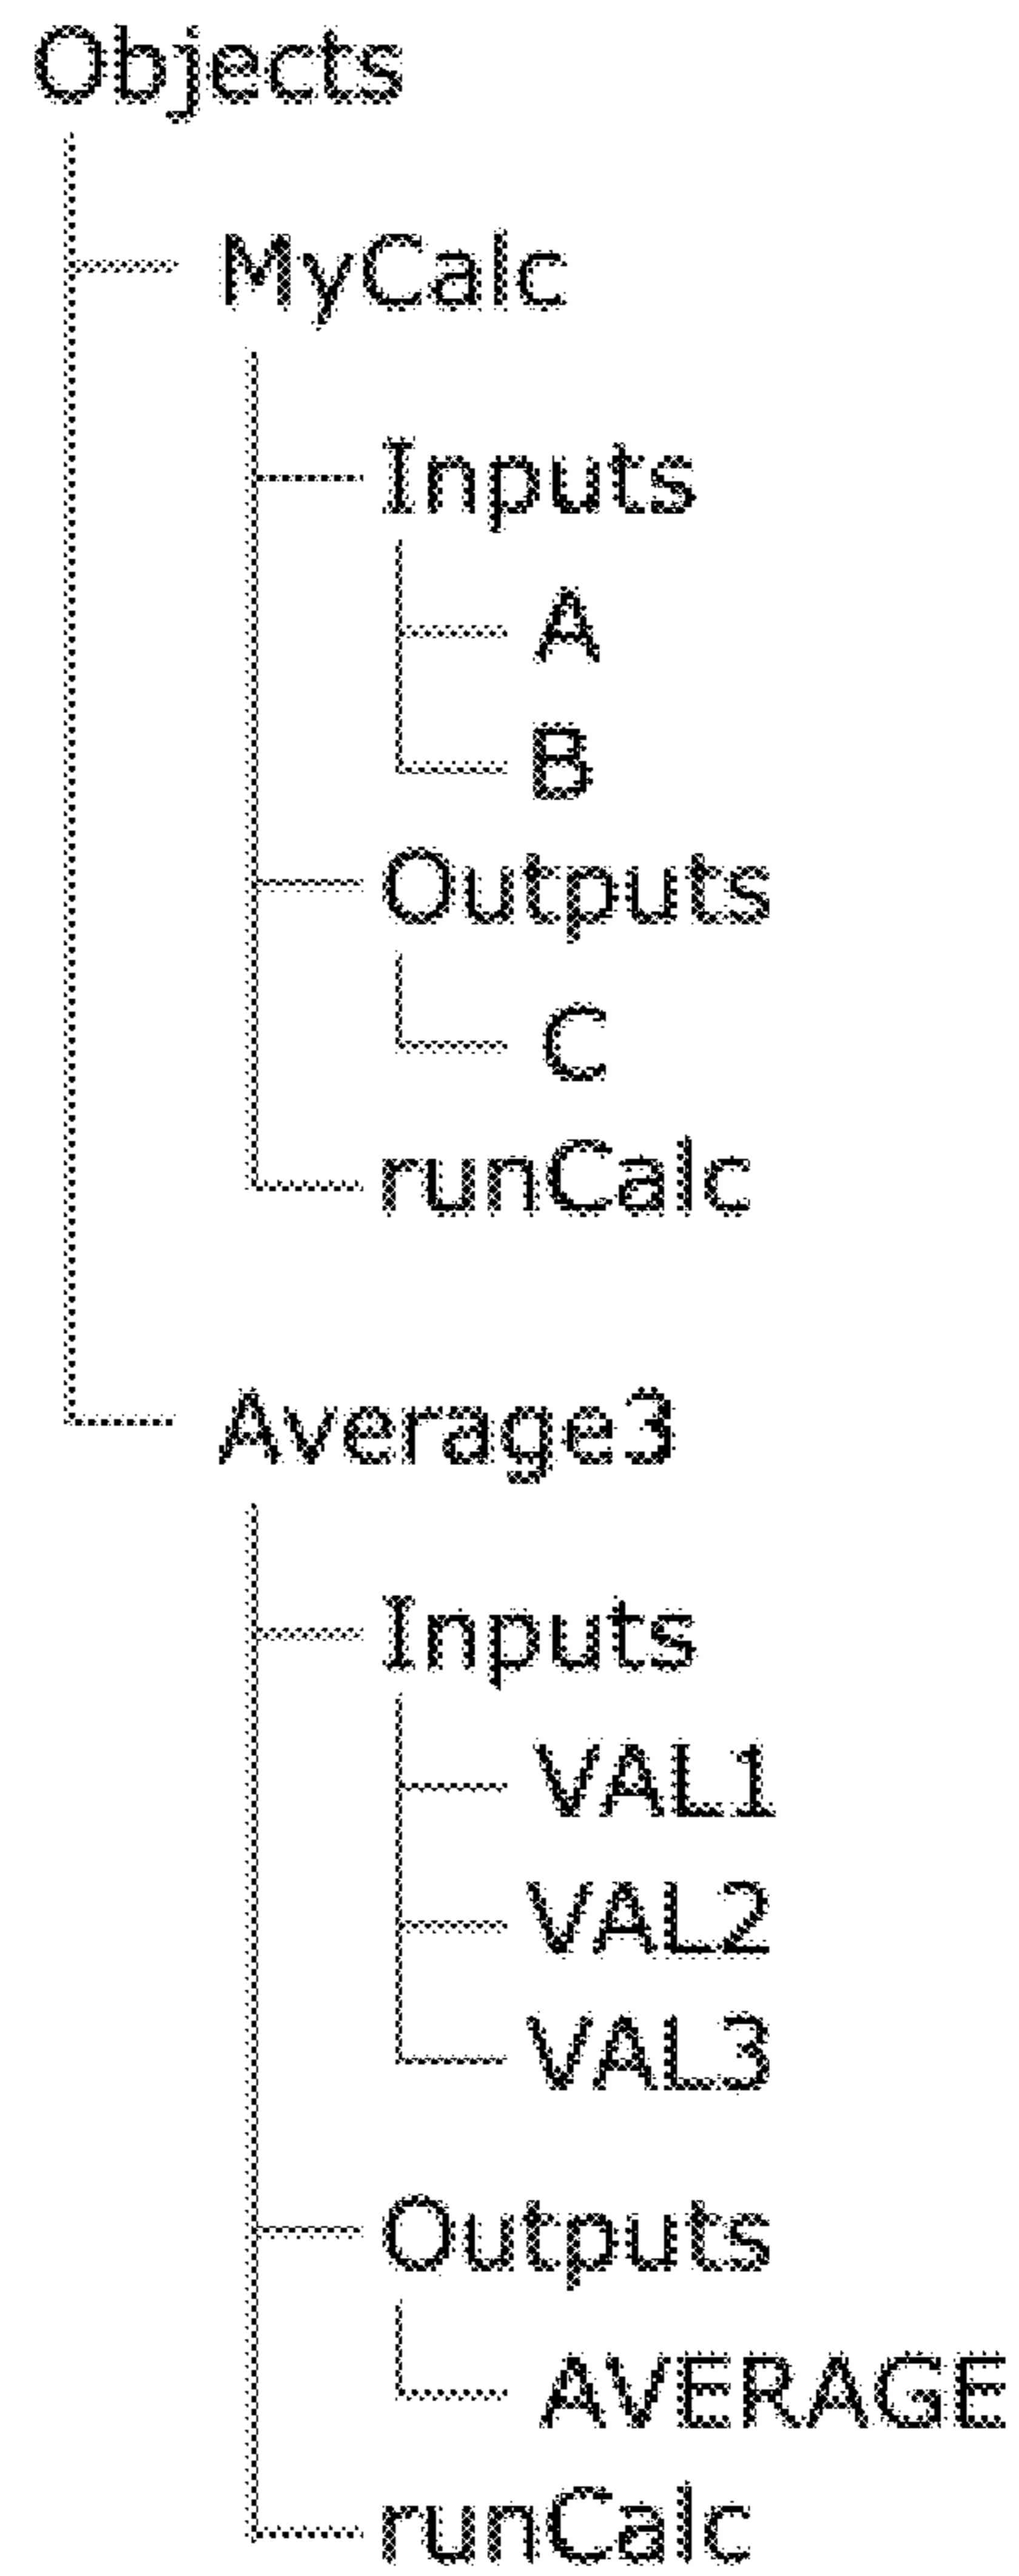 Objects
MyCalc
Inputs
A
B
Outputs
C
runCalc
Average3
Inputs
VAL1
VAL2
VAL3
Outputs
AVERAGE
runCalc